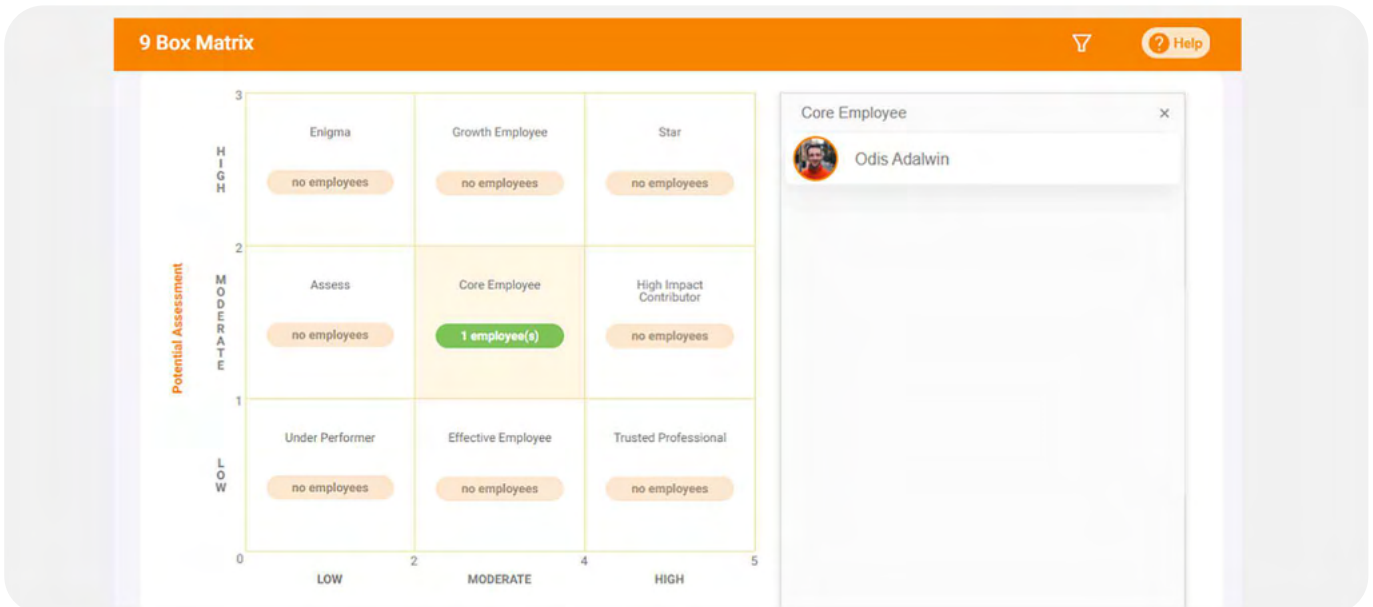 9 Box Matrix
? Help
3
HIGH
Enigma
Growth Employee
Star
no employees
no employees
no employees
Core Employee
×
Odis Adalwin
2
Potential Assessment
MODERATE
Assess
Core Employee
High Impact
Contributor
no employees
1 employee(s)
no employees
1
LOW
Under Performer
Effective Employee
Trusted Professional
no employees
no employees
no employees
0
2
4
5
LOW
MODERATE
HIGH